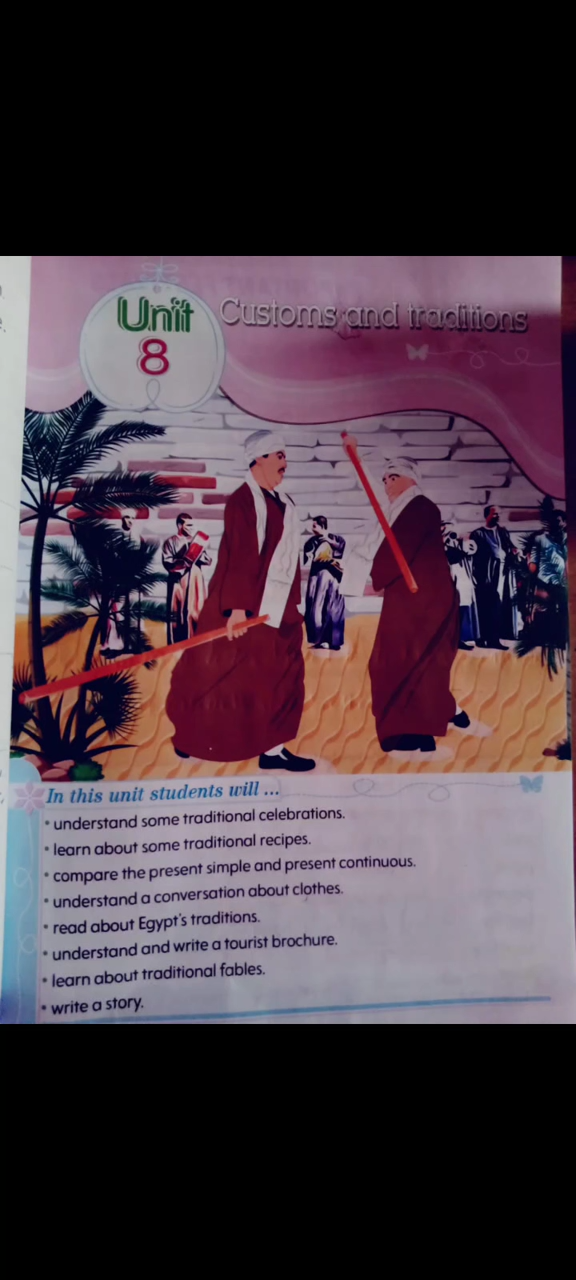 Unit
8
Customs and traditions
In this unit students will ...
• understand some traditional celebrations.
• learn about some traditional recipes.
• compare the present simple and present continuous.
• understand a conversation about clothes.
• read about Egypt's traditions.
• understand and write a tourist brochure.
• learn about traditional fables.
• write a story.